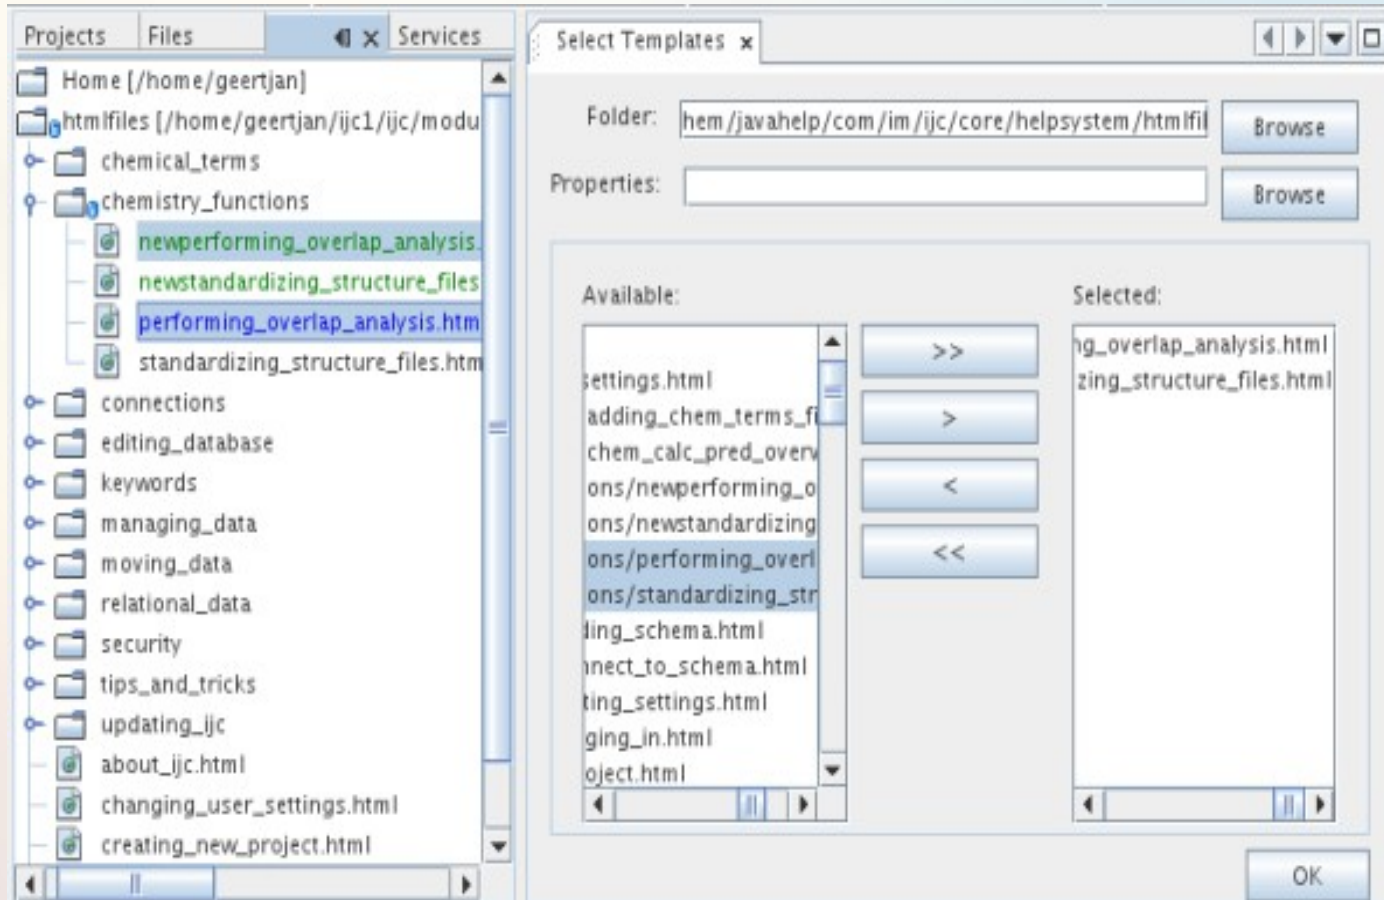 Projects Files Services
Home [/home/geertjan]
htmlfiles [/home/geertjan/ijc1/ijc/modu
chemical_terms
chemistry_functions
newperforming_overlap_analysis.
newstandardizing_structure_files
performing_overlap_analysis.htm
standardizing_structure_files.htm
connections
editing_database
keywords
managing_data
moving_data
relational_data
security
tips_and_tricks
updating_ijc
about_ijc.html
changing_user_settings.html
creating_new_project.html
Select Templates x
Folder: hem/javahelp/com/im/ijc/core/helpsystem/htmlfil Browse
Properties: Browse
Available:
settings.html
adding_chem_terms_fi
chem_calc_pred_overv
ons/newperforming_o
ons/newstandardizing
ons/performing_overl
ons/standardizing_str
ding_schema.html
nnect_to_schema.html
ting_settings.html
ging_in.html
oject.html
>>
>
<
<<
Selected:
ng_overlap_analysis.html
zing_structure_files.html
OK